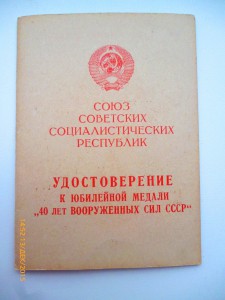 СОЮЗ
СОВЕТСКИХ
СОЦИАЛИСТИЧЕСКИХ
РЕСПУБЛИК
УДОСТОВЕРЕНИЕ
К ЮБИЛЕЙНОЙ МЕДАЛИ
„40 ЛЕТ ВООРУЖЕННЫХ СИЛ СССР“